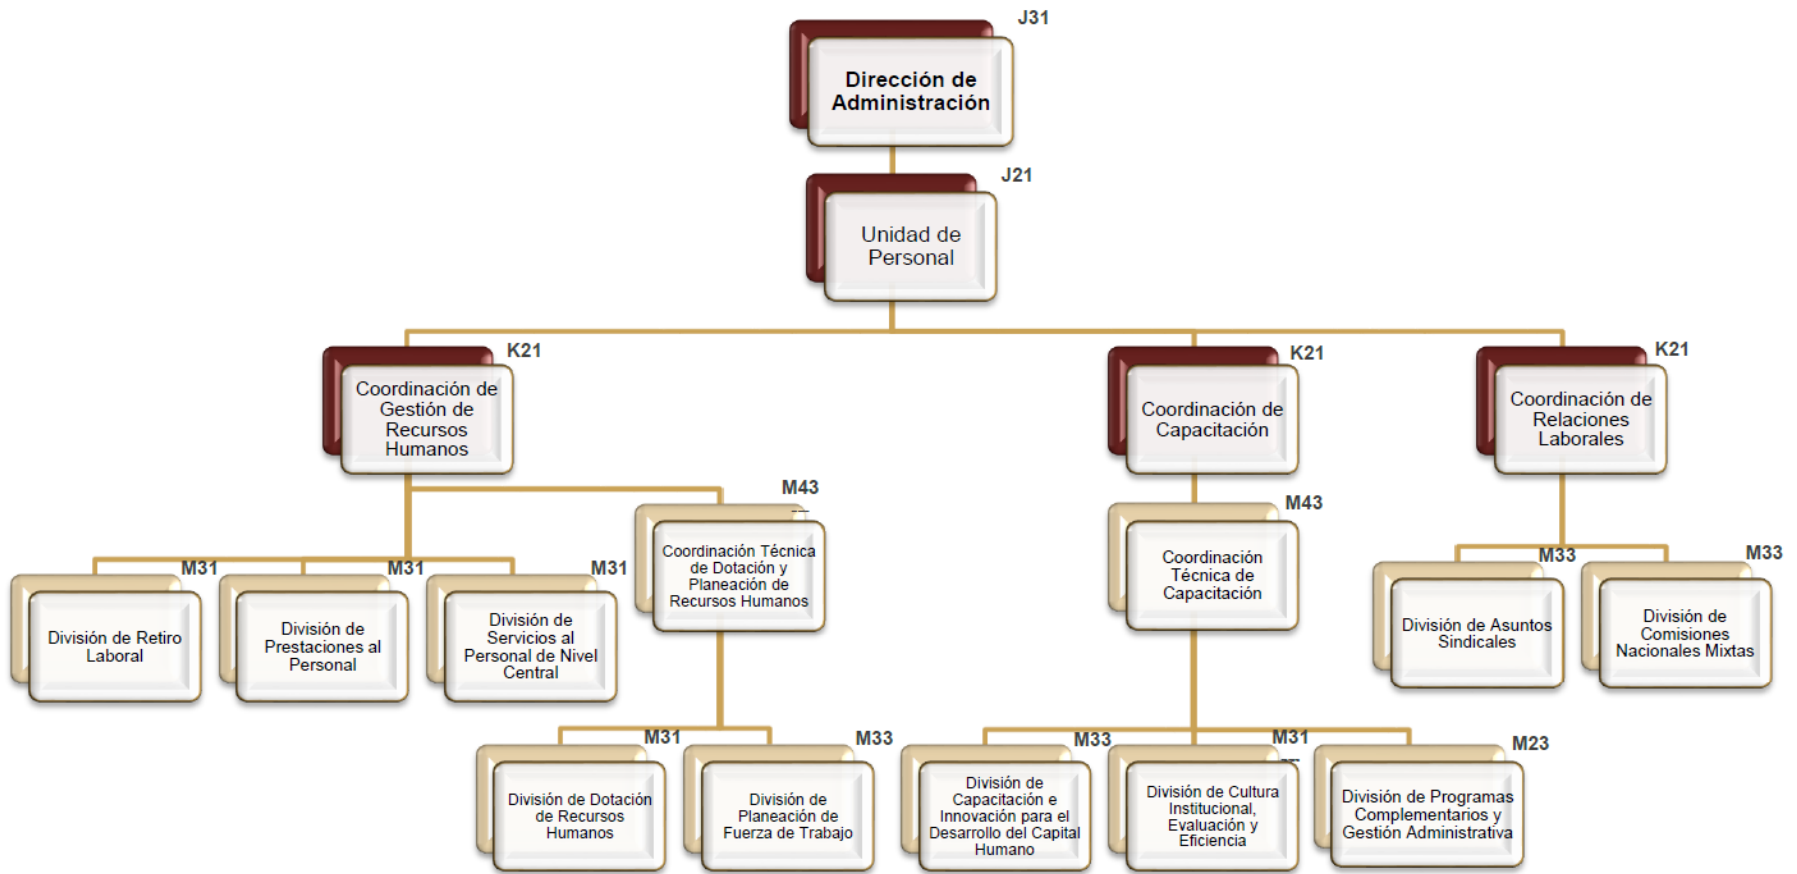 J31
Dirección de
Administración
J21
Unidad de
Personal
K21
Coordinación de
Gestión de
Recursos
Humanos
K21
Coordinación de
Capacitación
K21
Coordinación de
Relaciones
Laborales
M43
Coordinación Técnica
de Dotación y
Planeación de
Recursos Humanos
M43
Coordinación
Técnica de
Capacitación
M31
División de Retiro
Laboral
M31
División de
Prestaciones al
Personal
M31
División de
Servicios al
Personal de Nivel
Central
M33
División de Asuntos
Sindicales
M33
División de
Comisiones
Nacionales Mixtas
M31
División de Dotación
de Recursos
Humanos
M33
División de
Planeación de
Fuerza de Trabajo
M33
División de
Capacitación e
Innovación para el
Desarrollo del Capital
Humano
M31
División de Cultura
Institucional,
Evaluación y
Eficiencia
M23
División de Programas
Complementarios y
Gestión Administrativa